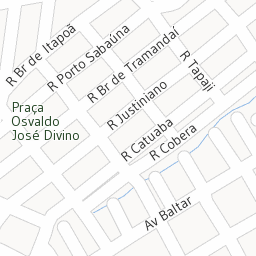 R Br de Itapoã
R Porto Sabaúna
R Br de Tramandaí
R Tapaji
R Justiniano
Praça
Osvaldo
José Divino
R Catuaba
R Cobera
Av Baltar